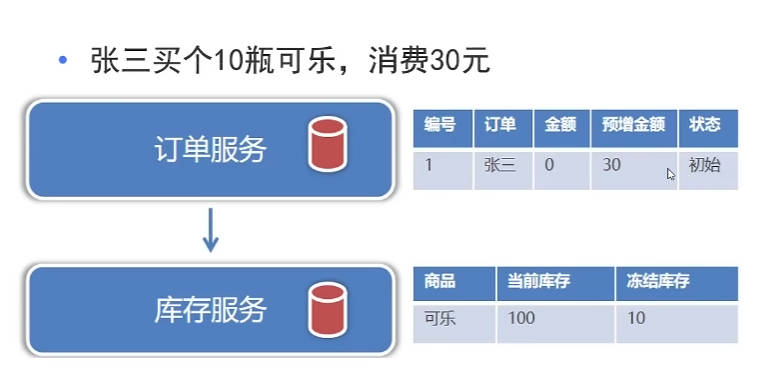 张三买个10瓶可乐，消费30元
订单服务
编号 订单 金额 预增金额 状态
1 张三 0 30 初始
库存服务
商品 当前库存 冻结库存
可乐 100 10